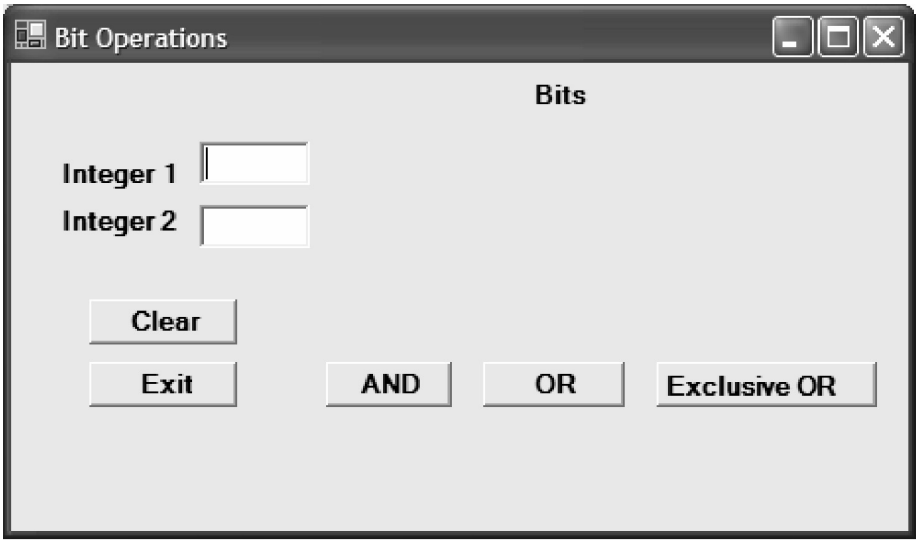 Bit Operations
Bits
Integer 1
Integer 2
Clear
Exit AND OR Exclusive OR